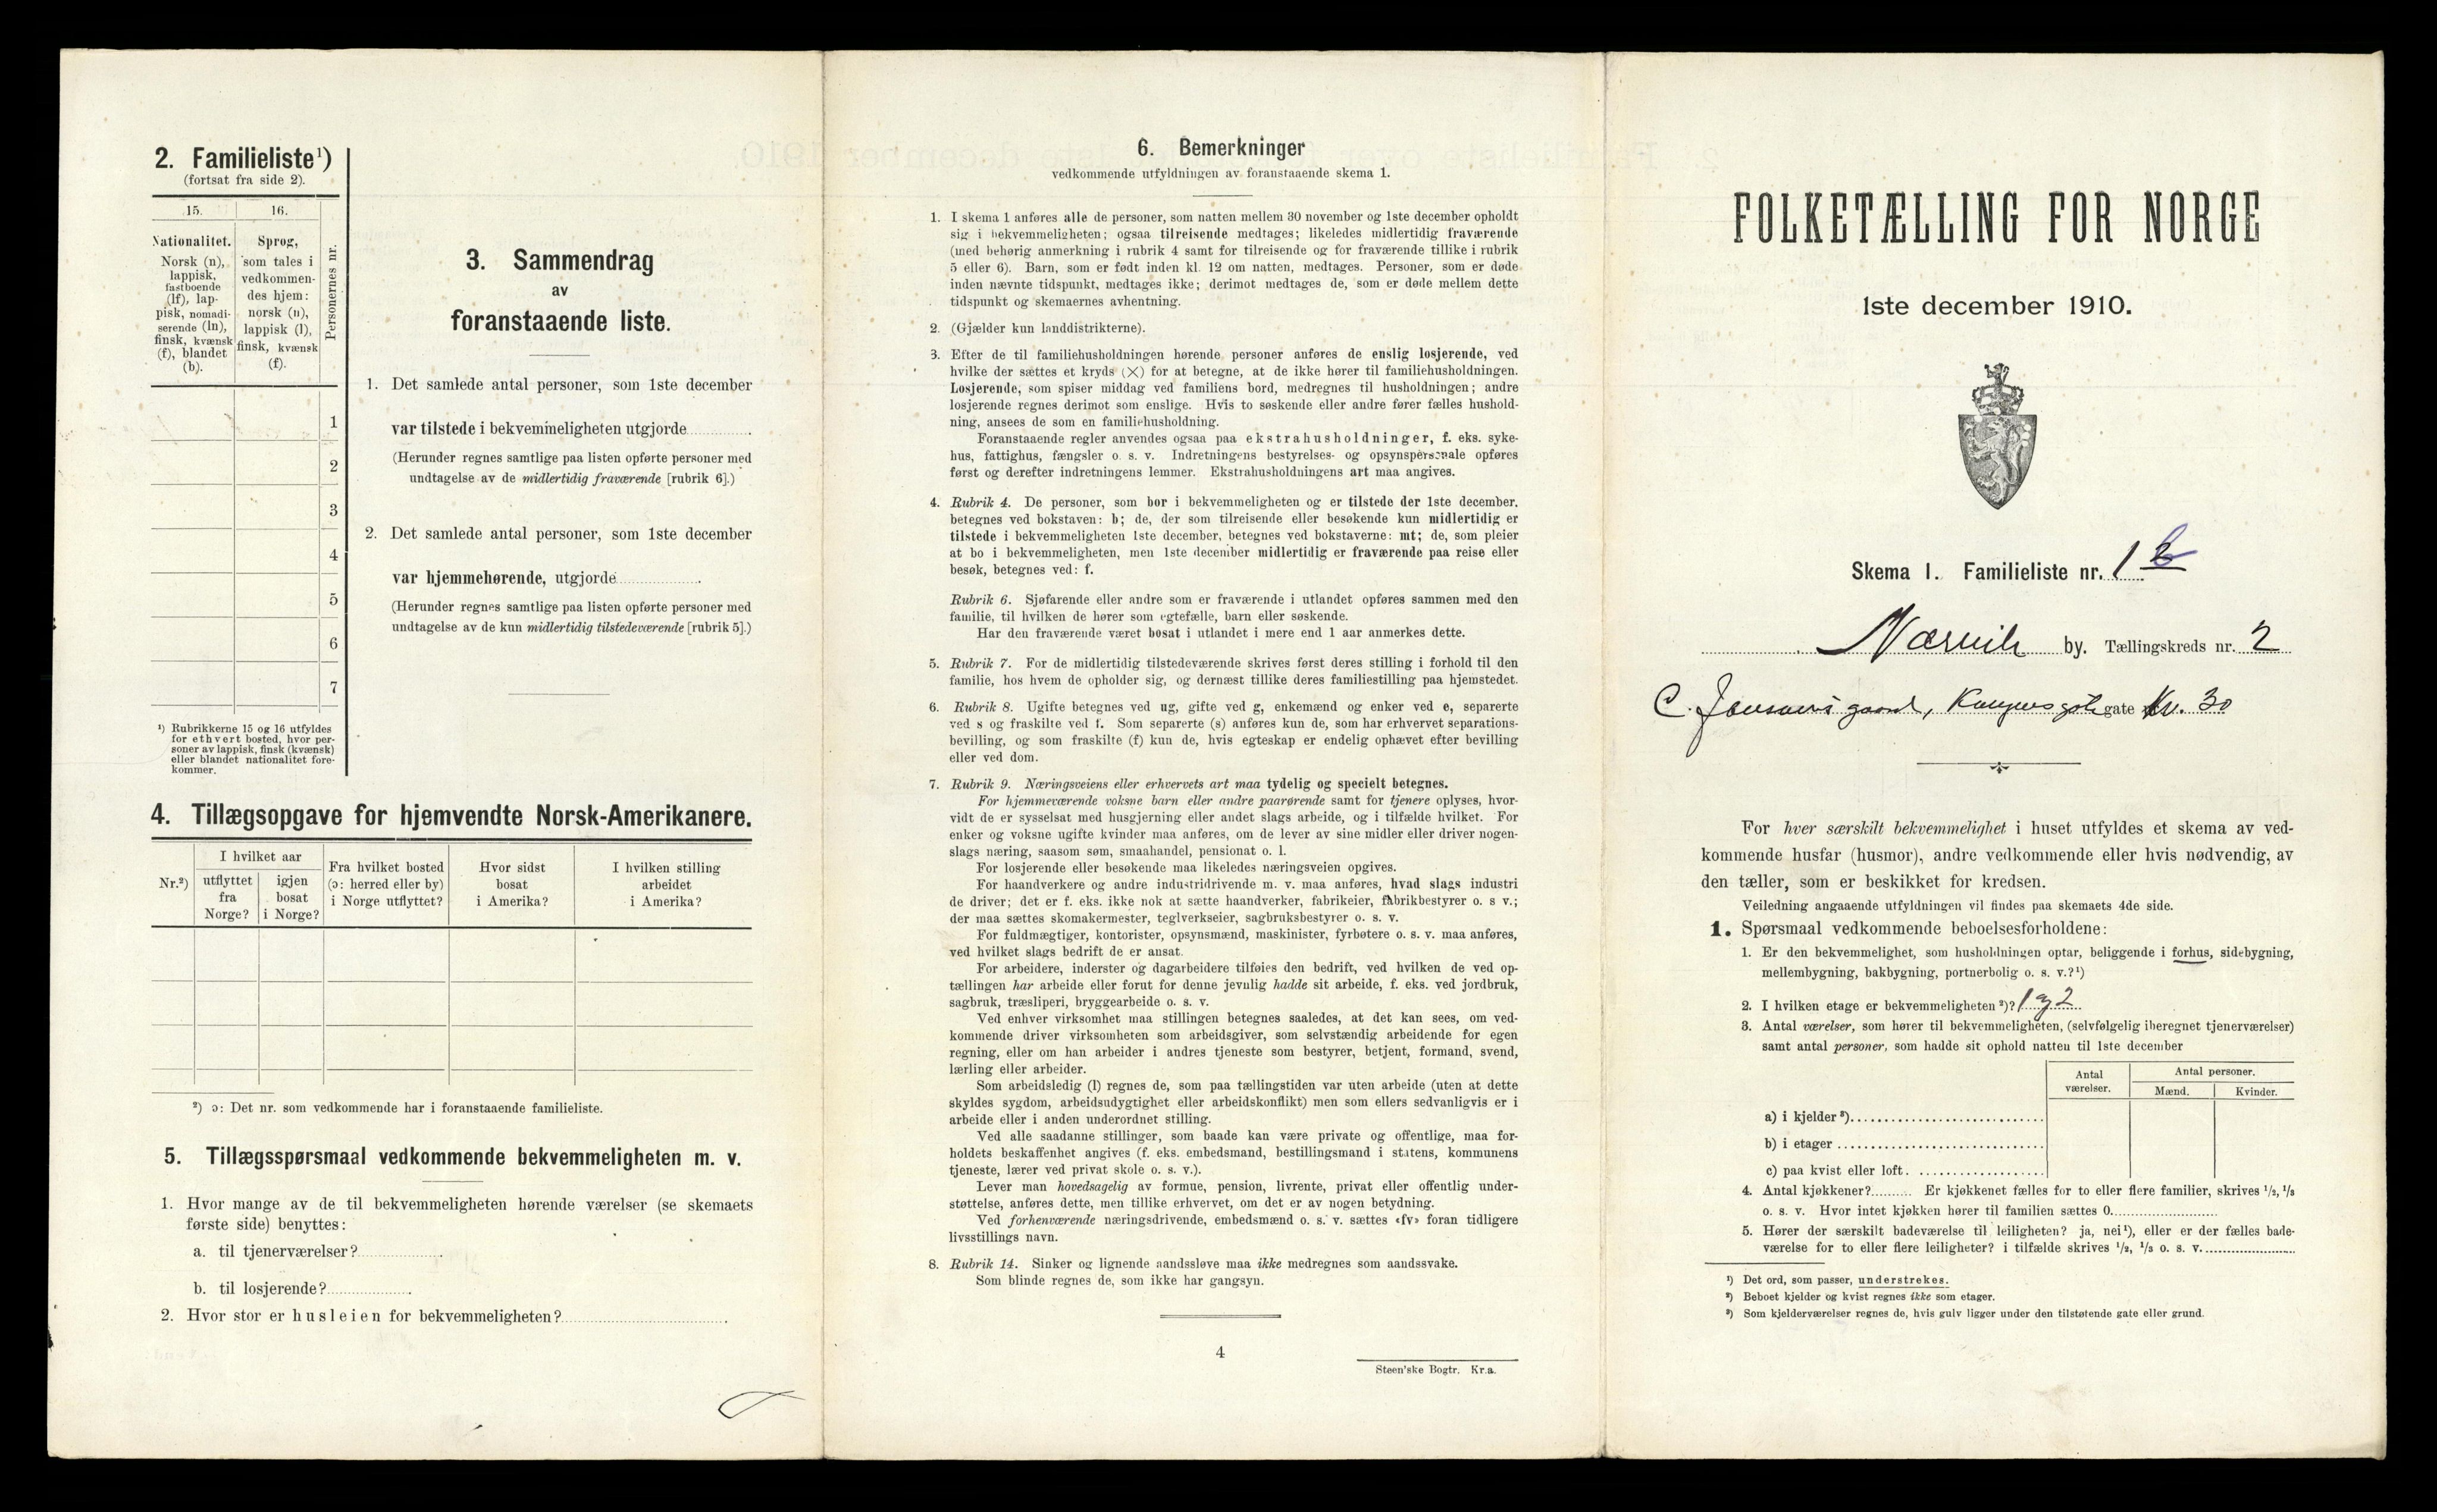 2. Familieliste¹)
(fortsat fra side 2).
15.
16.
Personernes nr.
Nationalitet.
Norsk (n),
lappisk,
fastboende
(lf), lap-
pisk, nomadi-
serende (ln),
finsk, kvænsk
(f), blandet
(b).
Sprog,
som tales i
vedkommen-
des hjem:
norsk (n),
lappisk (l),
finsk, kvænsk
(f).
1
2
3
4
5
6
7
¹) Rubrikkerne 15 og 16 utfyldes
for ethvert bosted, hvor per-
soner av lappisk, finsk (kvænsk)
eller blandet nationalitet fore-
kommer.
3. Sammendrag
av
foranstaaende liste.
1. Det samlede antal personer, som 1ste december
var tilstede i bekvemmeligheten utgjorde
(Herunder regnes samtlige paa listen opførte personer med
undtagelse av de midlertidig fraværende [rubrik 6].)
2. Det samlede antal personer, som 1ste december
var hjemmehørende, utgjorde
(Herunder regnes samtlige paa listen opførte personer med
undtagelse av de kun midlertidig tilstedeværende [rubrik 5].)
4. Tillægsopgave for hjemvendte Norsk-Amerikanere.
Nr.²)
I hvilket aar
utflyttet
fra
Norge?
igjen
bosat
i Norge?
Fra hvilket bosted
(ɔ: herred eller by)
i Norge utflyttet?
Hvor sidst
bosat
i Amerika?
I hvilken stilling
arbeidet
i Amerika?
²) ɔ: Det nr. som vedkommende har i foranstaaende familieliste.
5. Tillægsspørsmaal vedkommende bekvemmeligheten m. v.
1. Hvor mange av de til bekvemmeligheten hørende værelser (se skemaets
første side) benyttes:
a. til tjenerværelser?
b. til losjerende?
2. Hvor stor er husleien for bekvemmeligheten?
6. Bemerkninger
vedkommende utfyldningen av foranstaaende skema 1.
1. I skema 1 anføres alle de personer, som natten mellem 30 november og 1ste december opholdt
sig i bekvemmeligheten; ogsaa tilreisende medtages; likeledes midlertidig fraværende
(med behørig anmerkning i rubrik 4 samt for tilreisende og for fraværende tillike i rubrik
5 eller 6). Barn, som er født inden kl. 12 om natten, medtages. Personer, som er døde
inden nævnte tidspunkt, medtages ikke; derimot medtages de, som er døde mellem dette
tidspunkt og skemaernes avhentning.
2. (Gjælder kun landdistrikterne).
3. Efter de til familiehusholdningen hørende personer anføres de enslig losjerende, ved
hvilke der sættes et kryds (×) for at betegne, at de ikke hører til familiehusholdningen.
Losjerende, som spiser middag ved familiens bord, medregnes til husholdningen; andre
losjerende regnes derimot som enslige. Hvis to søskende eller andre fører fælles hushold-
ning, ansees de som en familiehusholdning.
Foranstaaende regler anvendes ogsaa paa ekstrahusholdninger, f. eks. syke-
hus, fattighus, fængsler o. s. v. Indretningens bestyrelses- og opsynspersonale opføres
først og derefter indretningens lemmer. Ekstrahusholdningens art maa angives.
4. Rubrik 4. De personer, som bor i bekvemmeligheten og er tilstede der 1ste december,
betegnes ved bokstaven: b; de, der som tilreisende eller besøkende kun midlertidig er
tilstede i bekvemmeligheten 1ste december, betegnes ved bokstaverne: mt; de, som pleier
at bo i bekvemmeligheten, men 1ste december midlertidig er fraværende paa reise eller
besøk, betegnes ved: f.
Rubrik 6. Sjøfarende eller andre som er fraværende i utlandet opføres sammen med den
familie, til hvilken de hører som egtefælle, barn eller søskende.
Har den fraværende været bosat i utlandet i mere end 1 aar anmerkes dette.
5. Rubrik 7. For de midlertidig tilstedeværende skrives først deres stilling i forhold til den
familie, hos hvem de opholder sig, og dernæst tillike deres familiestilling paa hjemstedet.
6. Rubrik 8. Ugifte betegnes ved ug, gifte ved g, enkemænd og enker ved e, separerte
ved s og fraskilte ved f. Som separerte (s) anføres kun de, som har erhvervet separations-
bevilling, og som fraskilte (f) kun de, hvis egteskap er endelig ophævet efter bevilling
eller ved dom.
7. Rubrik 9. Næringsveiens eller erhvervets art maa tydelig og specielt betegnes.
For hjemmeværende voksne barn eller andre paarørende samt for tjenere oplyses, hvor-
vidt de er sysselsat med husgjerning eller andet slags arbeide, og i tilfælde hvilket. For
enker og voksne ugifte kvinder maa anføres, om de lever av sine midler eller driver nogen-
slags næring, saasom søm, smaahandel, pensionat o. l.
For losjerende eller besøkende maa likeledes næringsveien opgives.
For haandverkere og andre industridrivende m. v. maa anføres, hvad slags industri
de driver; det er f. eks. ikke nok at sætte haandverker, fabrikeier, fabrikbestyrer o. s v.;
der maa sættes skomakermester, teglverkseier, sagbruksbestyrer o. s. v.
For fuldmægtiger, kontorister, opsynsmænd, maskinister, fyrbøtere o. s. v. maa anføres,
ved hvilket slags bedrift de er ansat.
For arbeidere, inderster og dagarbeidere tilføies den bedrift, ved hvilken de ved op-
tællingen har arbeide eller forut for denne jevnlig hadde sit arbeide, f. eks. ved jordbruk,
sagbruk, træsliperi, bryggearbeide o. s. v.
Ved enhver virksomhet maa stillingen betegnes saaledes, at det kan sees, om ved-
kommende driver virksomheten som arbeidsgiver, som selvstændig arbeidende for egen
regning, eller om han arbeider i andres tjeneste som bestyrer, betjent, formand, svend,
lærling eller arbeider.
Som arbeidsledig (l) regnes de, som paa tællingstiden var uten arbeide (uten at dette
skyldes sygdom, arbeidsudygtighet eller arbeidskonflikt) men som ellers sedvanligvis er i
arbeide eller i anden underordnet stilling.
Ved alle saadanne stillinger, som baade kan være private og offentlige, maa for-
holdets beskaffenhet angives (f. eks. embedsmand, bestillingsmand i statens, kommunens
tjeneste, lærer ved privat skole o. s. v.).
Lever man hovedsagelig av formue, pension, livrente, privat eller offentlig under-
støttelse, anføres dette, men tillike erhvervet, om det er av nogen betydning.
Ved forhenværende næringsdrivende, embedsmænd o. s. v. sættes «fv» foran tidligere
livsstillings navn.
8. Rubrik 14. Sinker og lignende aandssløve maa ikke medregnes som aandssvake.
Som blinde regnes de, som ikke har gangsyn.
4
Steen'ske Bogtr. Kr.a.
FOLKETÆLLING FOR NORGE
1ste december 1910.
Skema 1. Familieliste nr. 1
Narvik by. Tællingskreds nr. 2
C. Jensens gaard, Kongens gate gate Nr. 30
For hver særskilt bekvemmelighet i huset utfyldes et skema av ved-
kommende husfar (husmor), andre vedkommende eller hvis nødvendig, av
den tæller, som er beskikket for kredsen.
Veiledning angaaende utfyldningen vil findes paa skemaets 4de side.
1. Spørsmaal vedkommende beboelsesforholdene:
1. Er den bekvemmelighet, som husholdningen optar, beliggende i forhus, sidebygning,
mellembygning, bakbygning, portnerbolig o. s. v.?¹)
2. I hvilken etage er bekvemmeligheten²)? 1 og 2
3. Antal værelser, som hører til bekvemmeligheten, (selvfølgelig iberegnet tjenerværelser)
samt antal personer, som hadde sit ophold natten til 1ste december
Antal
værelser.
Antal personer.
Mænd.
Kvinder.
a) i kjelder³)
b) i etager
c) paa kvist eller loft
4. Antal kjøkkener? Er kjøkkenet fælles for to eller flere familier, skrives ½, ⅓
o. s. v. Hvor intet kjøkken hører til familien sættes 0.
5. Hører der særskilt badeværelse til leiligheten? ja, nei¹), eller er der fælles bade-
værelse for to eller flere leiligheter? i tilfælde skrives ½, ⅓ o. s. v.
¹) Det ord, som passer, understrekes.
²) Beboet kjelder og kvist regnes ikke som etager.
³) Som kjelderværelser regnes de, hvis gulv ligger under den tilstøtende gate eller grund.